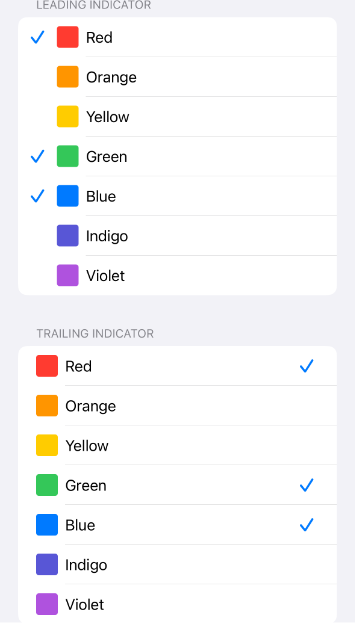 LEADING INDICATOR
Red
Orange
Yellow
Green
Blue
Indigo
Violet
TRAILING INDICATOR
Red
Orange
Yellow
Green
Blue
Indigo
Violet